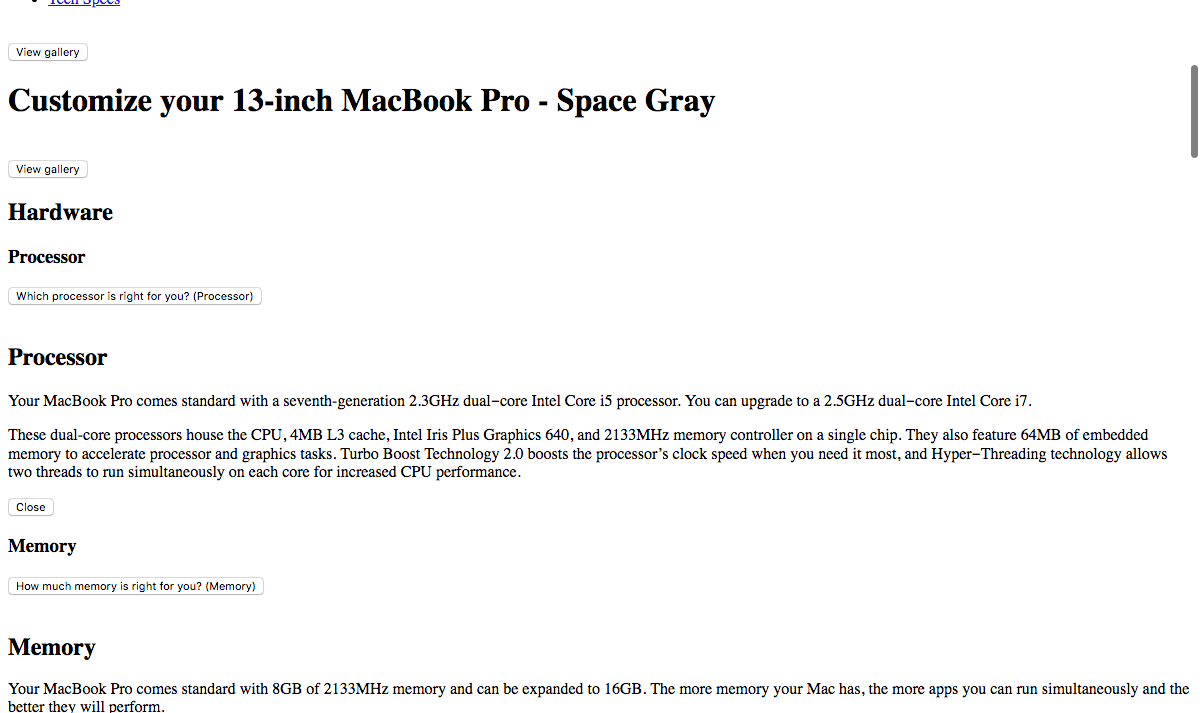 Tech Specs
View gallery
Customize your 13-inch MacBook Pro - Space Gray
View gallery
Hardware
Processor
Which processor is right for you? (Processor)
Processor
Your MacBook Pro comes standard with a seventh-generation 2.3GHz dual-core Intel Core i5 processor. You can upgrade to a 2.5GHz dual-core Intel Core i7.
These dual-core processors house the CPU, 4MB L3 cache, Intel Iris Plus Graphics 640, and 2133MHz memory controller on a single chip. They also feature 64MB of embedded
memory to accelerate processor and graphics tasks. Turbo Boost Technology 2.0 boosts the processor’s clock speed when you need it most, and Hyper-Threading technology allows
two threads to run simultaneously on each core for increased CPU performance.
Close
Memory
How much memory is right for you? (Memory)
Memory
Your MacBook Pro comes standard with 8GB of 2133MHz memory and can be expanded to 16GB. The more memory your Mac has, the more apps you can run simultaneously and the
better they will perform.